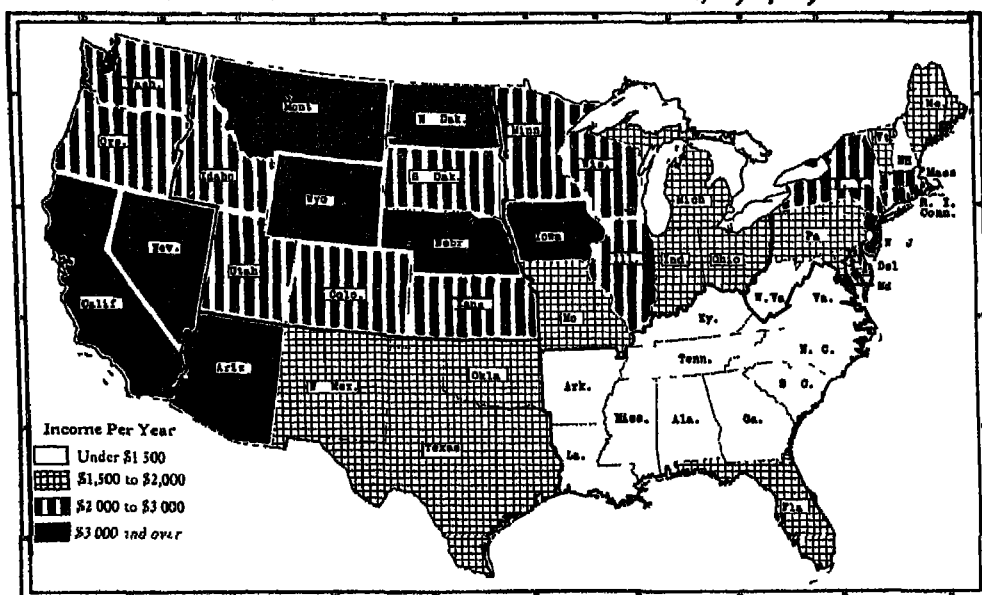 Wash.
Mont
N Dak.
Minn
Me.
Ore.
Idaho
S Dak.
Wis.
Vt
NH
Mass
Wyo
Mich
R. I.
Conn.
Nev.
Nebr
Iowa
Pa
N J
Utah
Colo.
Ill.
Ind.
Ohio
Del
Md
Calif
Kans
Mo
W.Va
Va.
Ky.
Ariz
N Mex.
Okla
Ark.
Tenn.
N. C.
S C.
Texas
La.
Miss.
Ala.
Ga.
Fla
Income Per Year
Under $1 500
$1,500 to $2,000
$2 000 to $3 000
$3 000 and over